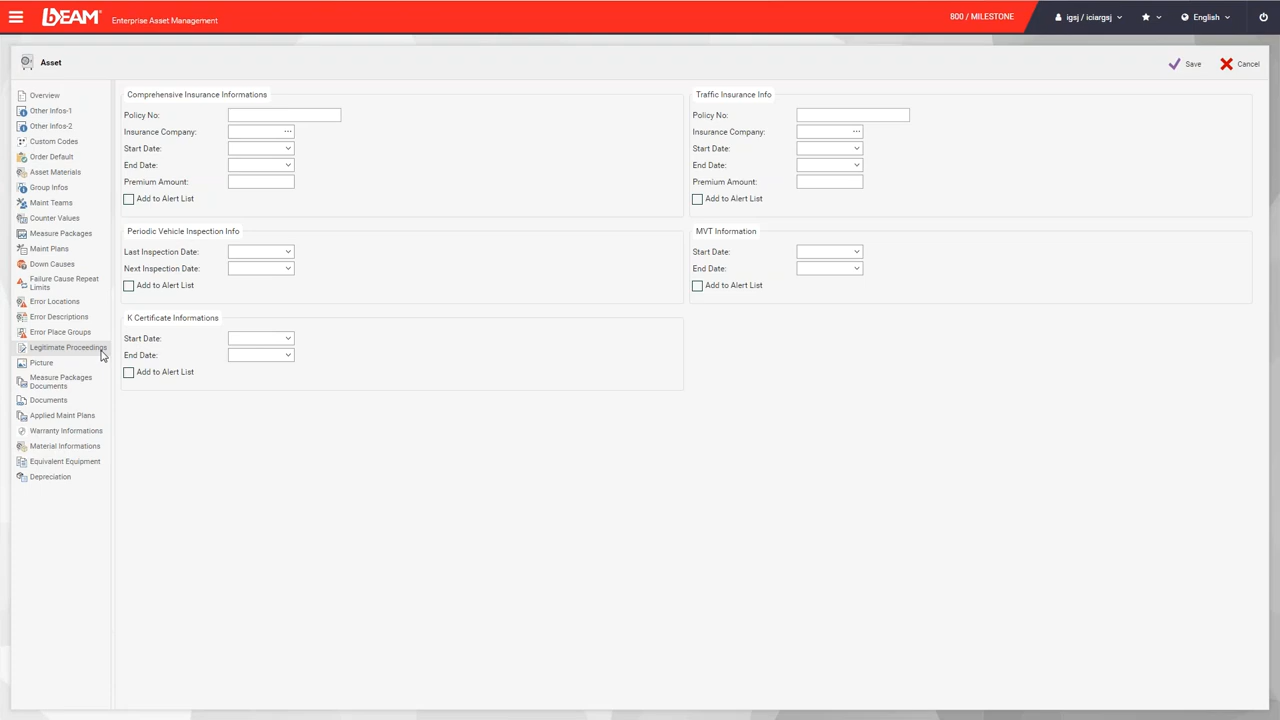 bEAM Enterprise Asset Management
800 / MILESTONE
igsj / iciargsj
English
Asset
Save
Cancel
Overview
Other Infos-1
Other Infos-2
Custom Codes
Order Default
Asset Materials
Group Infos
Maint Teams
Counter Values
Measure Packages
Maint Plans
Down Causes
Failure Cause Repeat
Limits
Error Locations
Error Descriptions
Error Place Groups
Legitimate Proceedings
Picture
Measure Packages
Documents
Documents
Applied Maint Plans
Warranty Informations
Material Informations
Equivalent Equipment
Depreciation
Comprehensive Insurance Informations
Policy No:
Insurance Company:
Start Date:
End Date:
Premium Amount:
Add to Alert List
Traffic Insurance Info
Policy No:
Insurance Company:
Start Date:
End Date:
Premium Amount:
Add to Alert List
Periodic Vehicle Inspection Info
Last Inspection Date:
Next Inspection Date:
Add to Alert List
MVT Information
Start Date:
End Date:
Add to Alert List
K Certificate Informations
Start Date:
End Date:
Add to Alert List